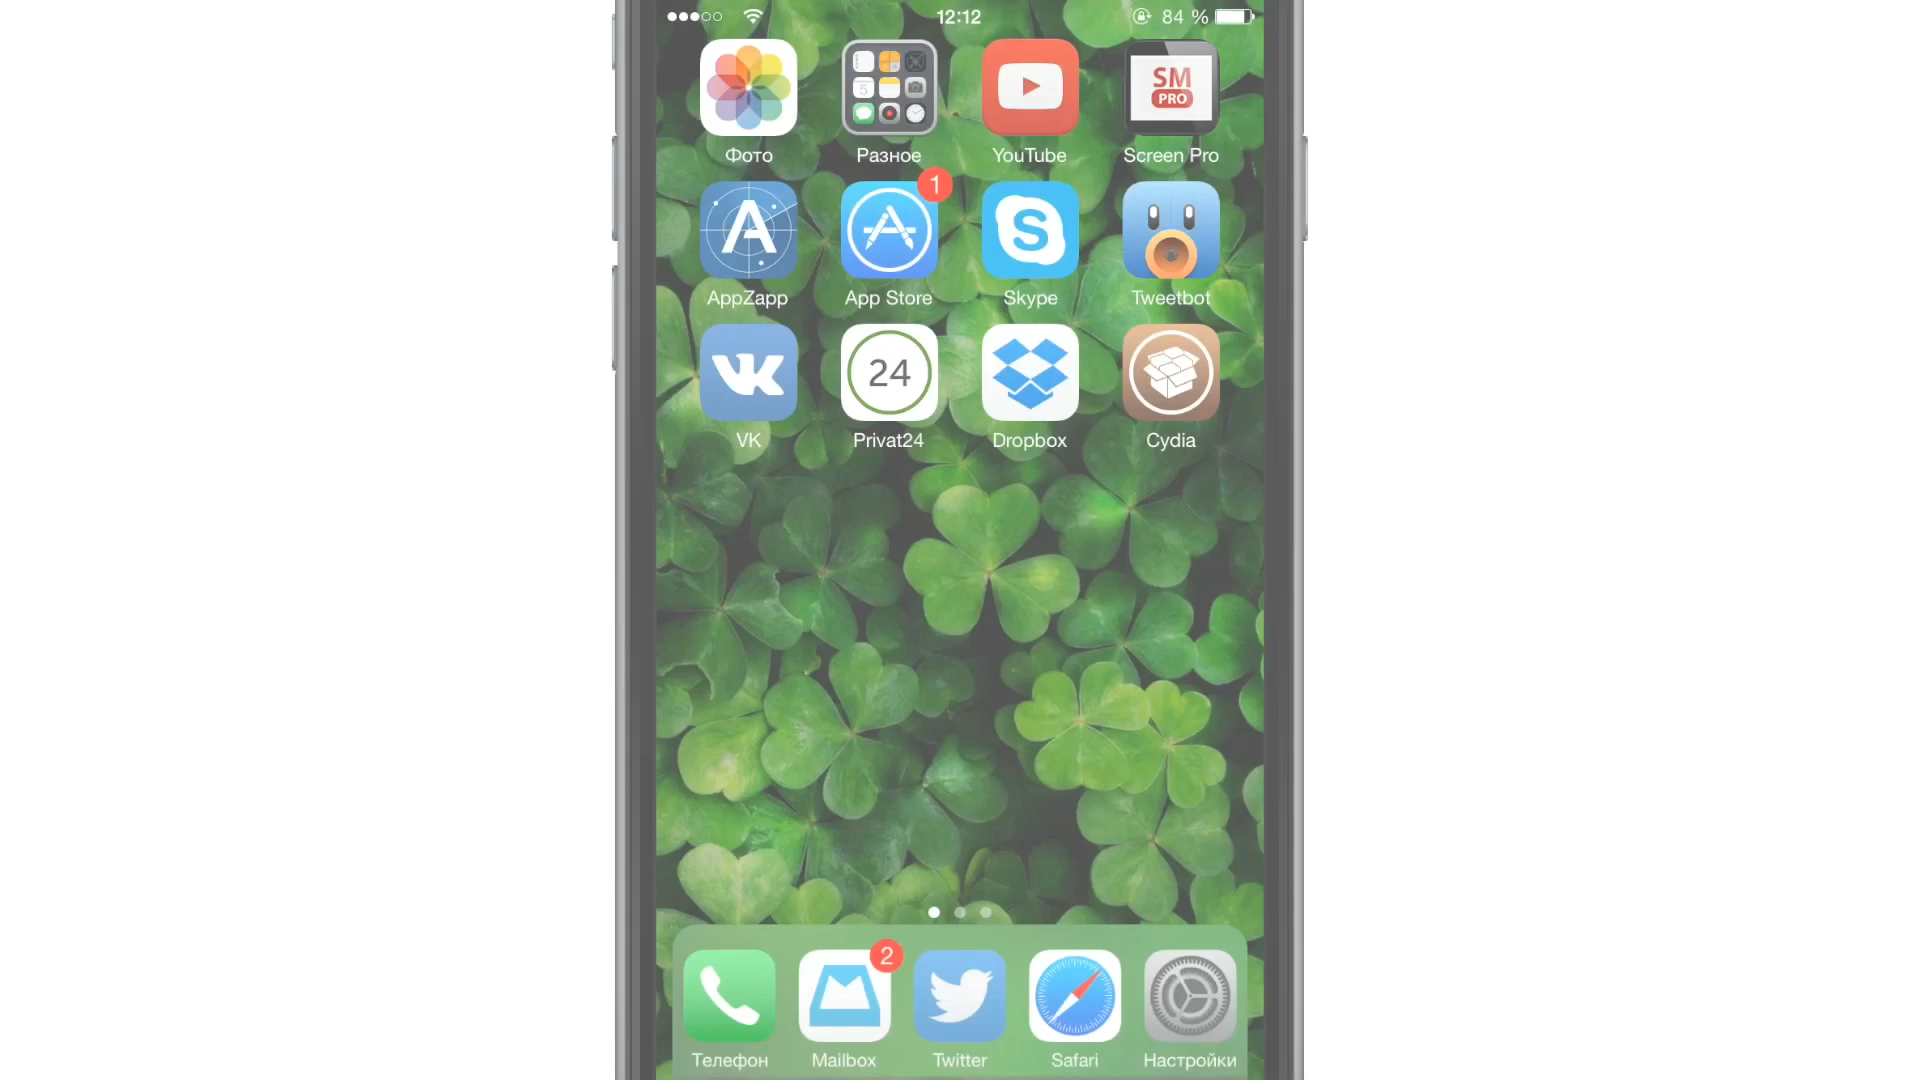 12:12 84 %
SM
PRO
5
Фото Разное YouTube Screen Pro
1
AppZapp App Store Skype Tweetbot
24
VK Privat24 Dropbox Cydia
2
Телефон Mailbox Twitter Safari Настройки